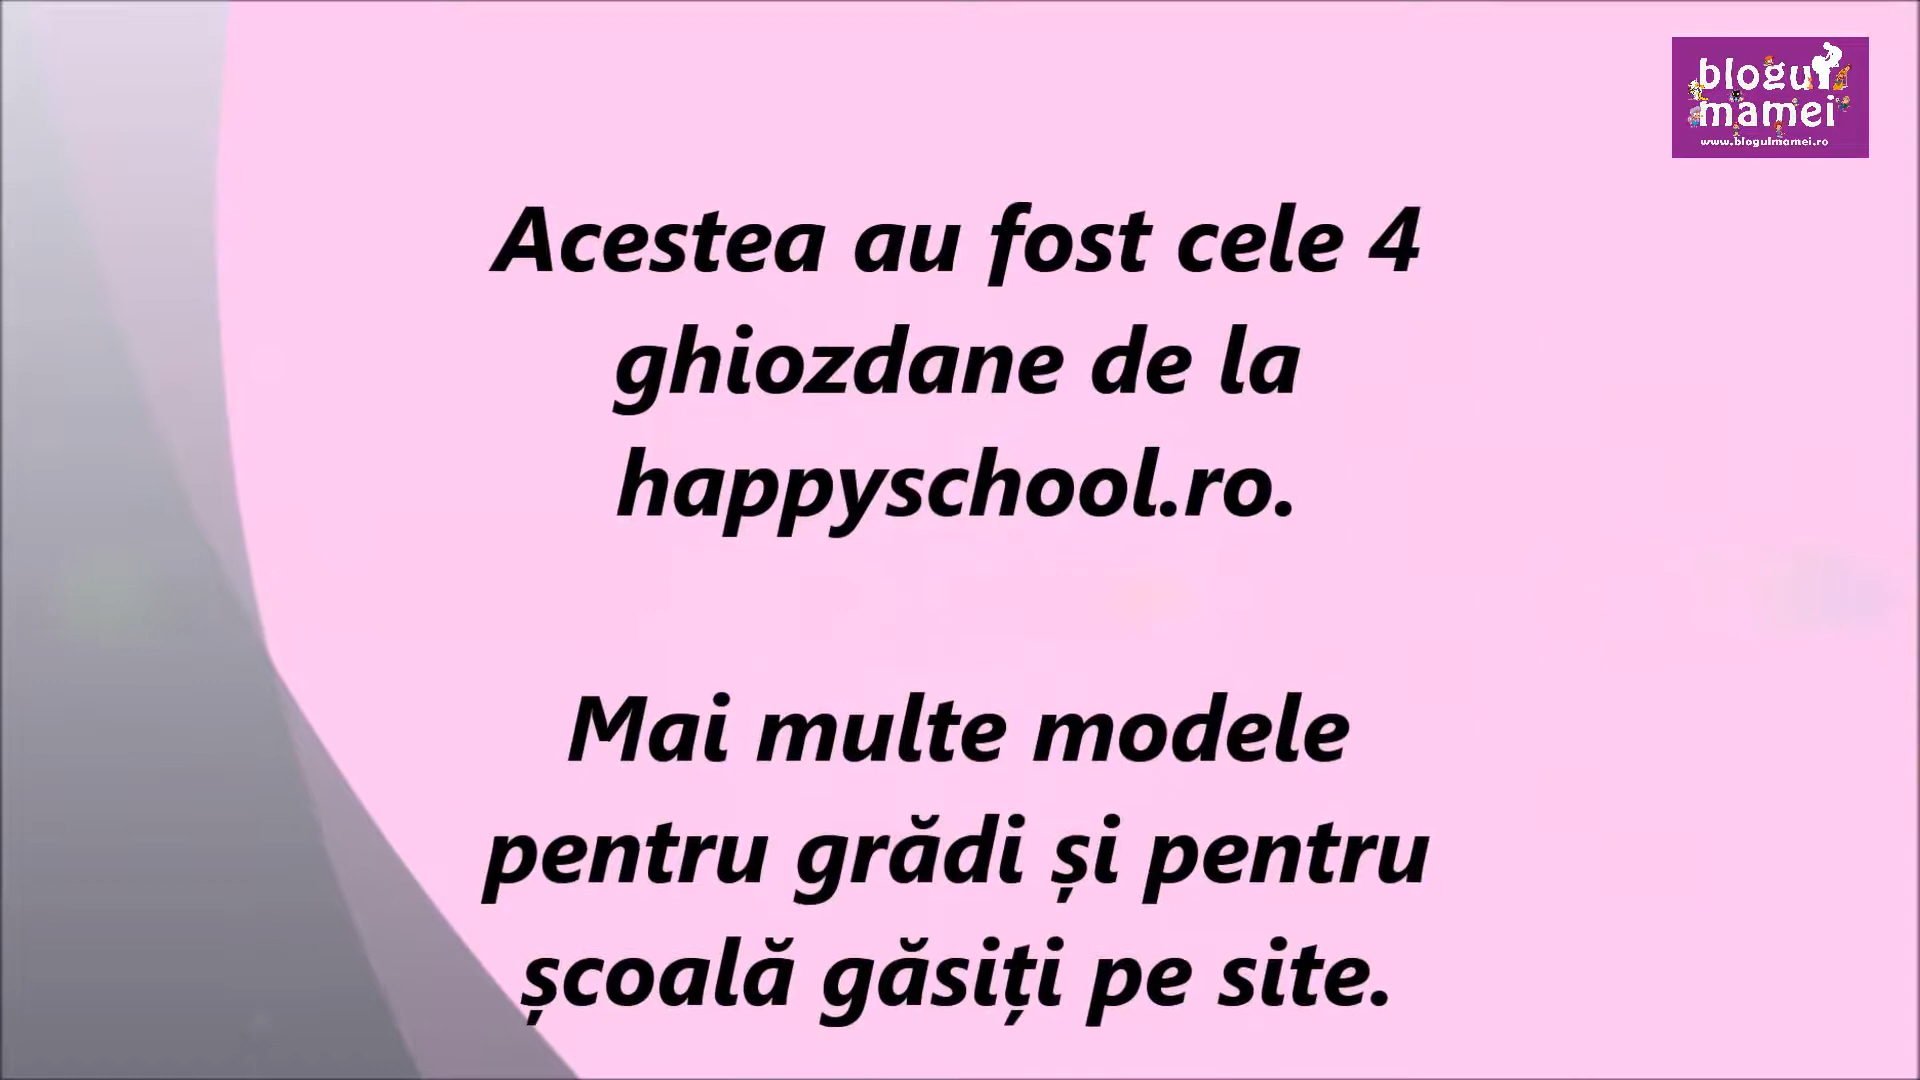 blogul
mamei
www.blogulmamei.ro
Acestea au fost cele 4
ghiozdane de la
happyschool.ro.
Mai multe modele
pentru grădi și pentru
școală găsiți pe site.